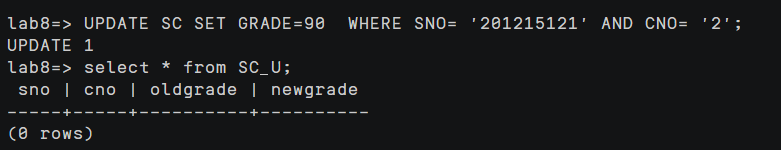 lab8=> UPDATE SC SET GRADE=90  WHERE SNO= '201215121' AND CNO= '2';
UPDATE 1
lab8=> select * from SC_U;
 sno | cno | oldgrade | newgrade
-----+-----+----------+----------
(0 rows)